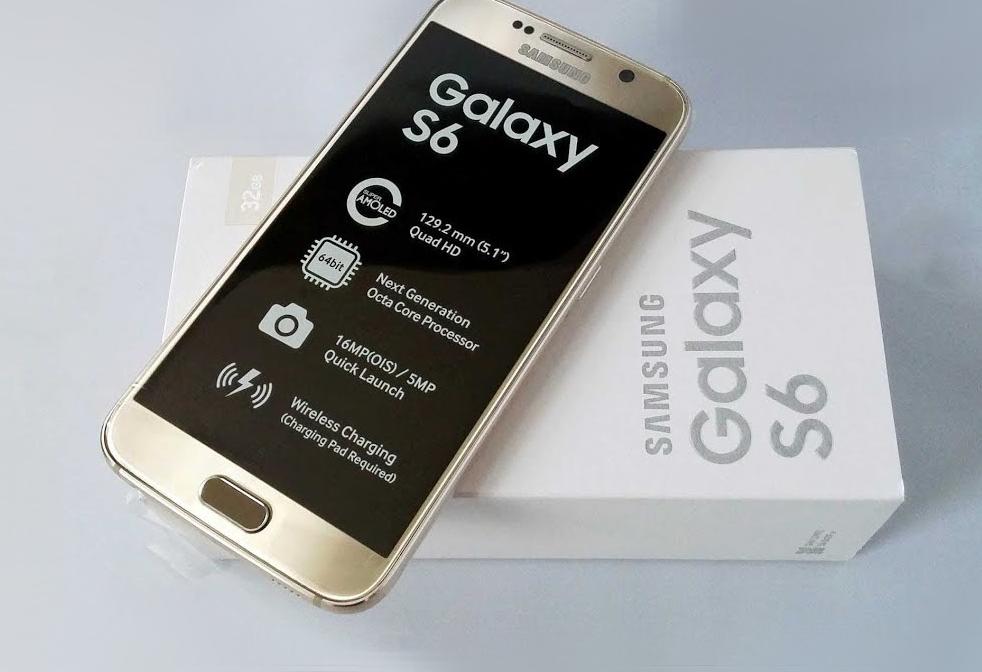 SAMSUNG
Galaxy
S6
SUPER
AMOLED
129.2 mm (5.1")
Quad HD
64bit
Next Generation
Octa Core Processor
16MP(OIS) / 5MP
Quick Launch
Wireless Charging
(Charging Pad Required)
32GB
SAMSUNG
Galaxy
S6